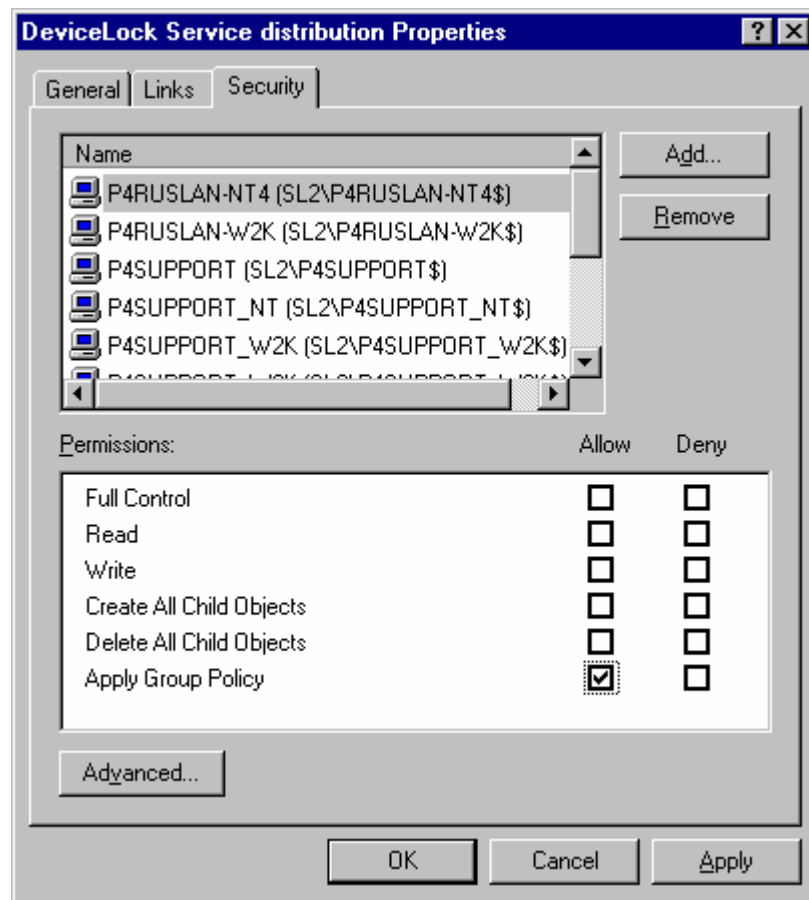 DeviceLock Service distribution Properties
General Links Security
Name
Add...
P4RUSLAN-NT4 (SL2\P4RUSLAN-NT4$)
P4RUSLAN-W2K (SL2\P4RUSLAN-W2K$)
Remove
P4SUPPORT (SL2\P4SUPPORT$)
P4SUPPORT_NT (SL2\P4SUPPORT_NT$)
P4SUPPORT_W2K (SL2\P4SUPPORT_W2K$)
Permissions: Allow Deny
Full Control
Read
Write
Create All Child Objects
Delete All Child Objects
Apply Group Policy
Advanced...
OK Cancel Apply